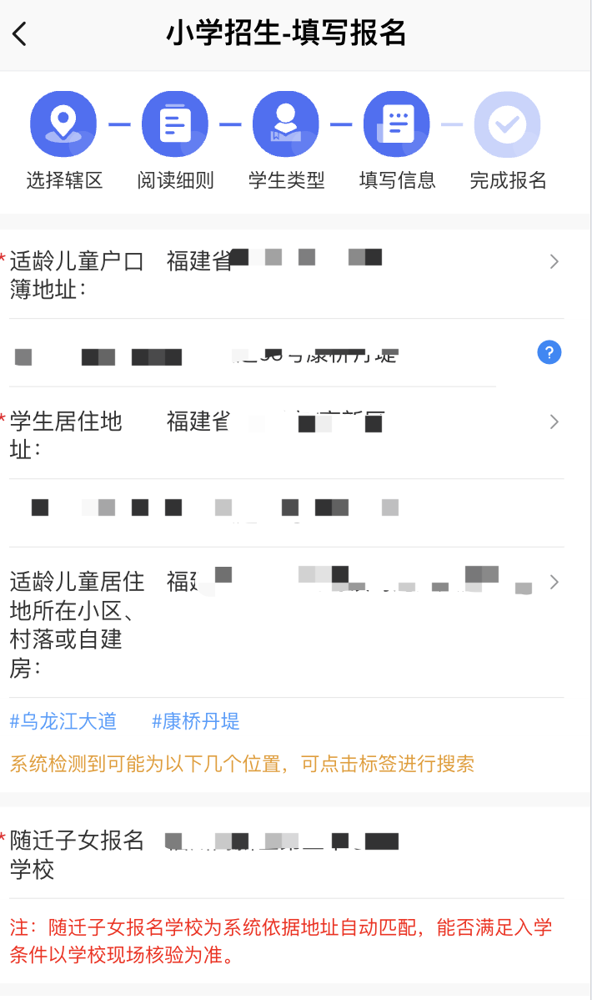 小学招生-填写报名
选择辖区 阅读细则 学生类型 填写信息 完成报名
*适龄儿童户口 福建省
簿地址：
康桥丹堤
?
*学生居住地 福建省
址：
适龄儿童居住 福建
地所在小区、
村落或自建
房：
#乌龙江大道 #康桥丹堤
系统检测到可能为以下几个位置，可点击标签进行搜索
*随迁子女报名
学校
注：随迁子女报名学校为系统依据地址自动匹配，能否满足入学
条件以学校现场核验为准。